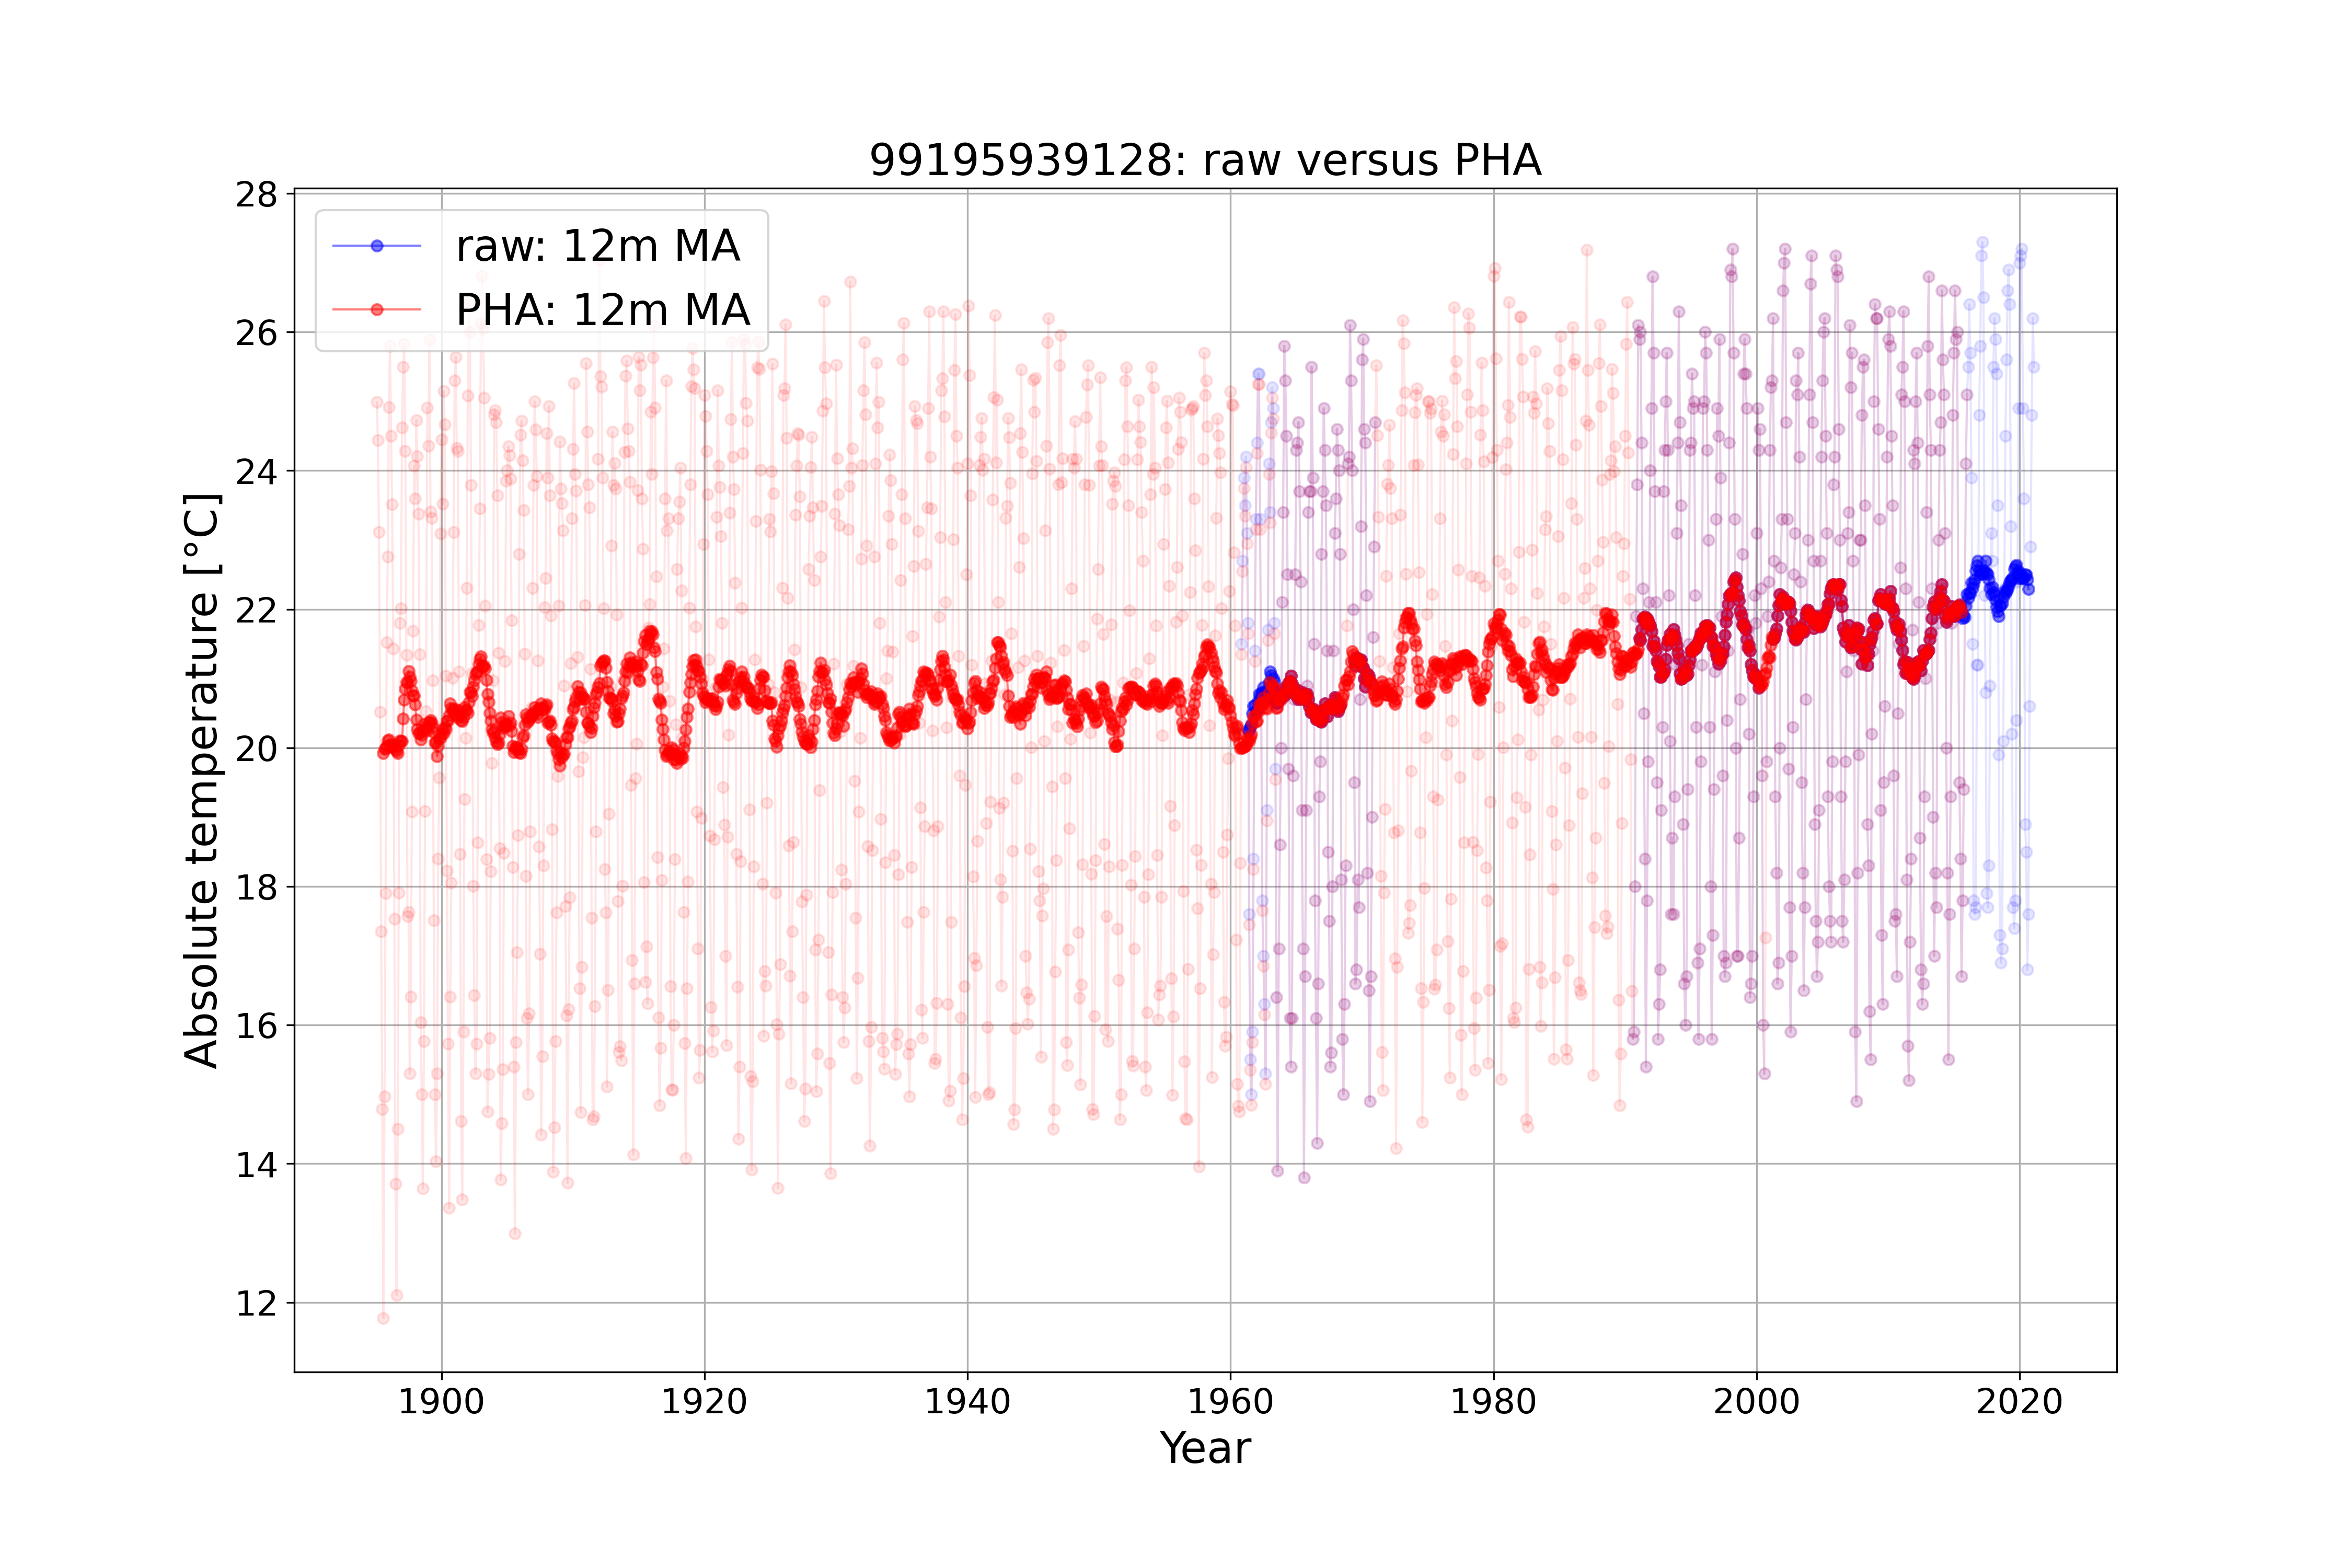 99195939128: raw versus PHA
raw: 12m MA
PHA: 12m MA
Absolute temperature [°C]
28
26
24
22
20
18
16
14
12
1900 1920 1940 1960 1980 2000 2020
Year